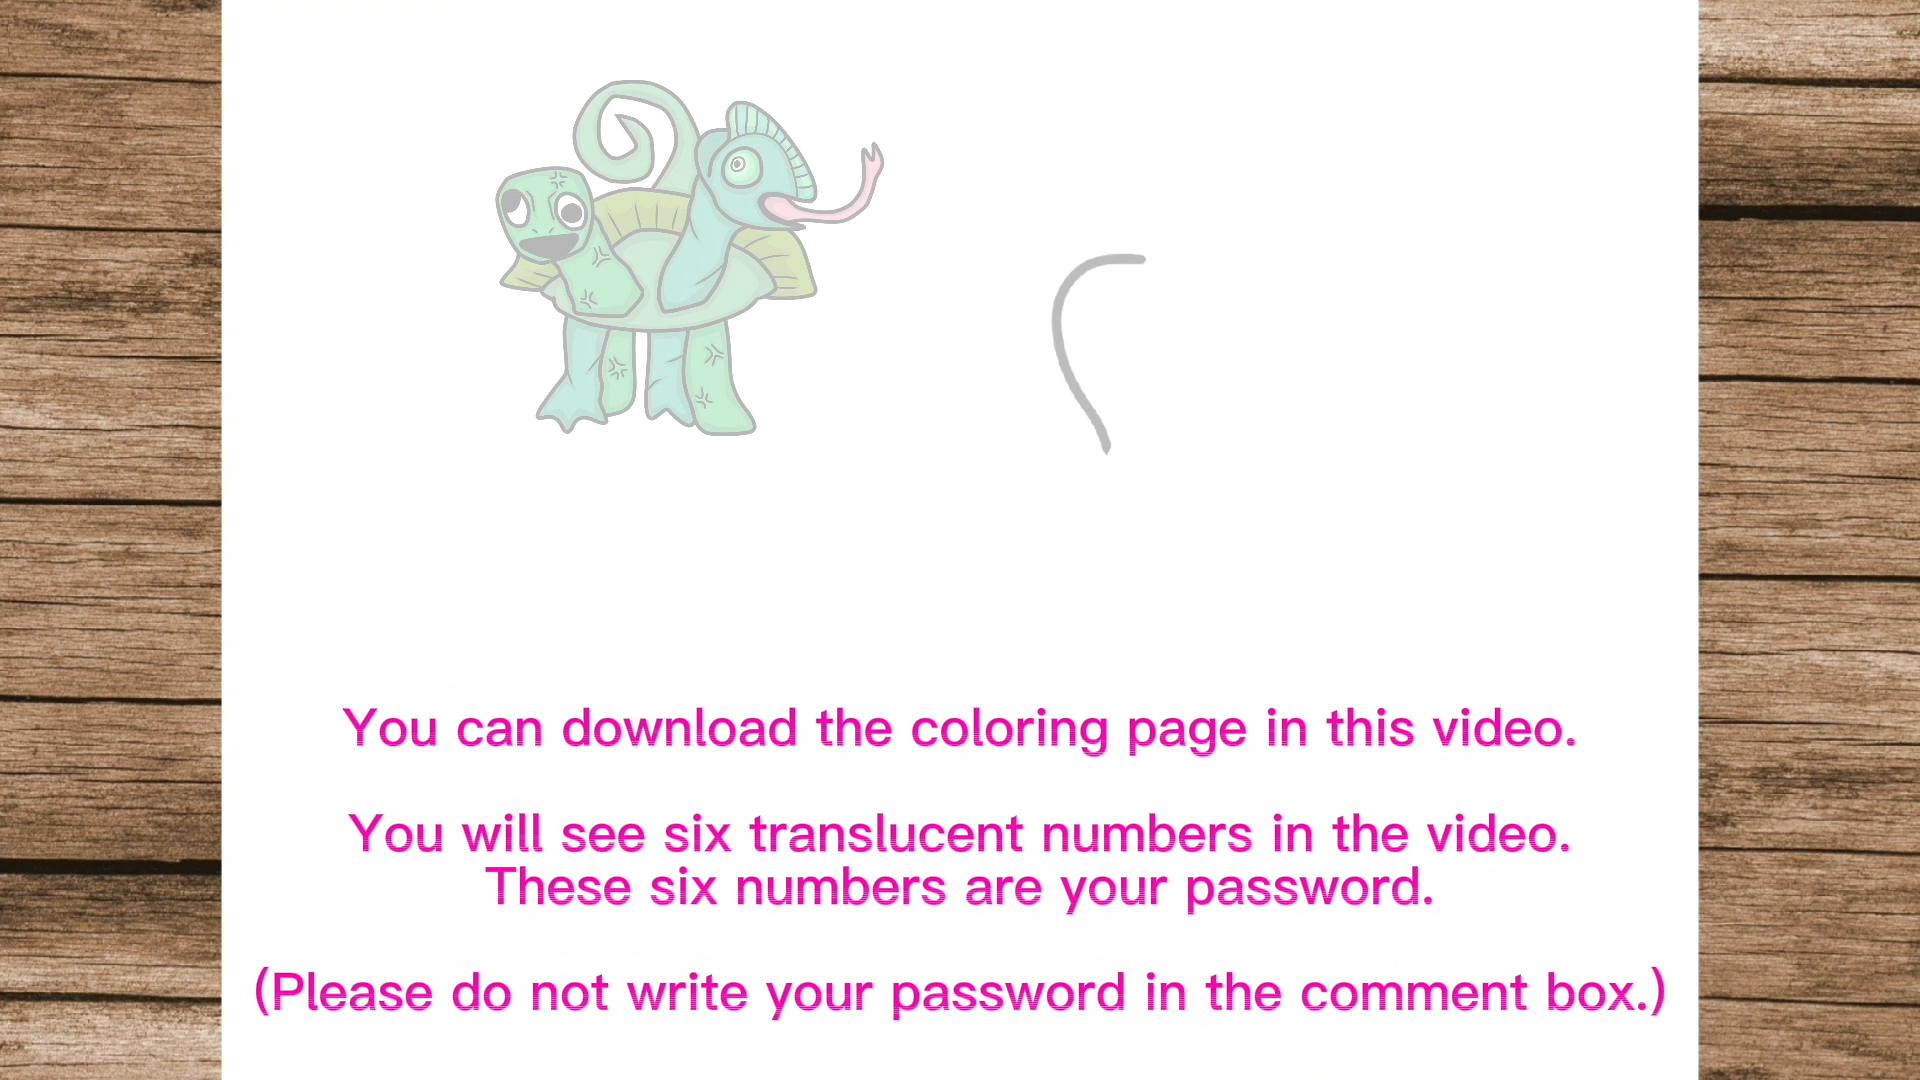 You can download the coloring page in this video.
You will see six translucent numbers in the video.
These six numbers are your password.
(Please do not write your password in the comment box.)